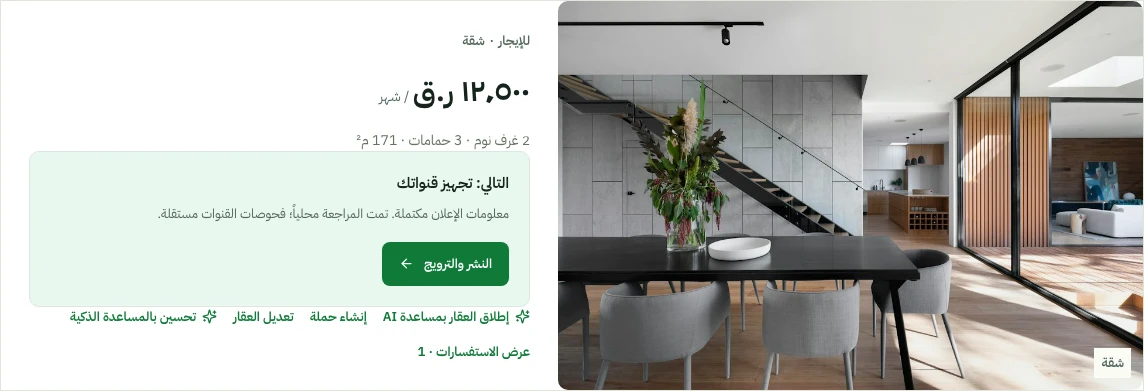 للإيجار · شقة
١٢٬٥٠٠ ر.ق / شهر
2 غرف نوم · 3 حمامات · 171 م²
التالي: تجهيز قنواتك
معلومات الإعلان مكتملة. تمت المراجعة محلياً؛ فحوصات القنوات مستقلة.
النشر والترويج ←
إطلاق العقار بمساعدة AI إنشاء حملة تعديل العقار تحسين بالمساعدة الذكية
عرض الاستفسارات · 1
شقة